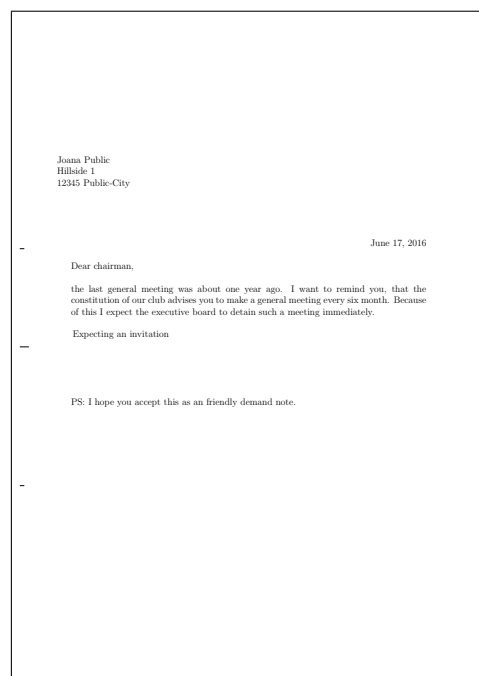 Joana Public
Hillside 1
12345 Public-City
June 17, 2016
Dear chairman,
the last general meeting was about one year ago. I want to remind you, that the
constitution of our club advises you to make a general meeting every six month. Because
of this I expect the executive board to detain such a meeting immediately.
Expecting an invitation
PS: I hope you accept this as an friendly demand note.